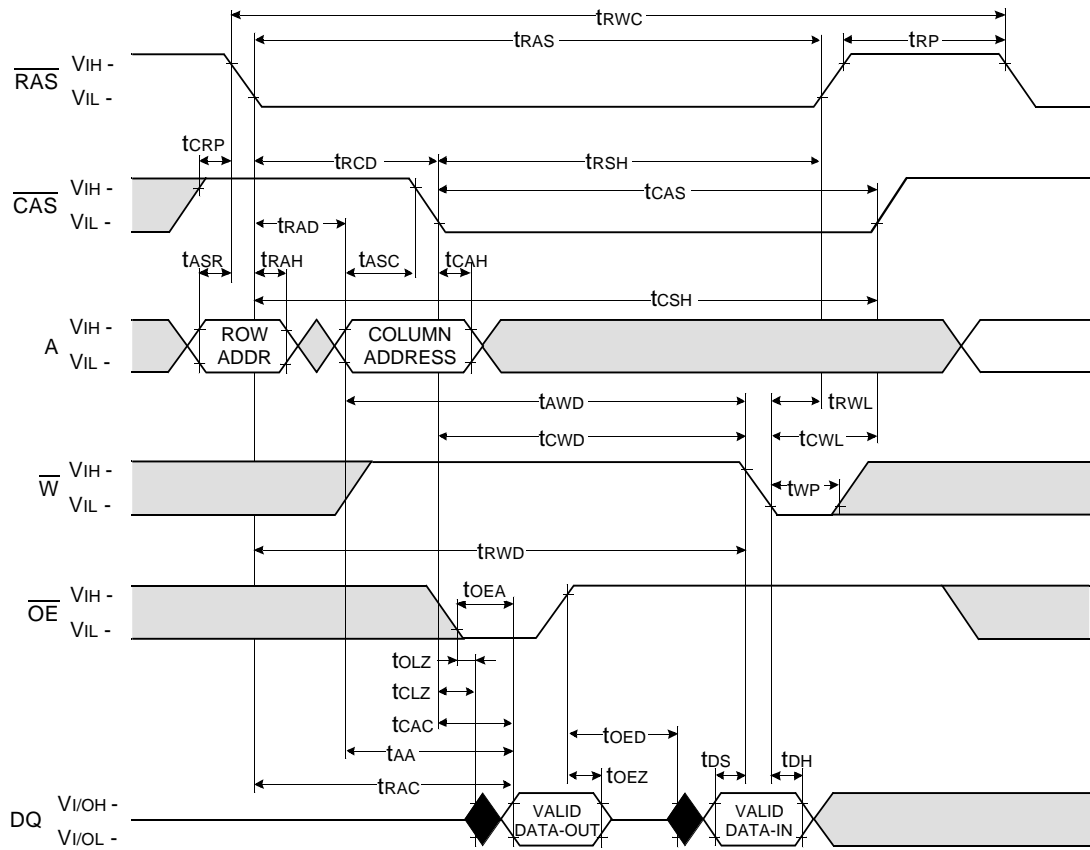 tRWC
tRAS
tRP
RAS
VIH -
VIL -
tCRP
tRCD
tRSH
CAS
VIH -
VIL -
tCAS
tRAD
tASR
tRAH
tASC
tCAH
tCSH
A
VIH -
VIL -
ROW
ADDR
COLUMN
ADDRESS
tAWD
tRWL
tCWD
tCWL
W
VIH -
VIL -
tWP
tRWD
OE
VIH -
VIL -
tOEA
tOLZ
tCLZ
tCAC
tOED
tAA
tDS
tDH
tOEZ
tRAC
DQ
VI/OH -
VI/OL -
VALID
DATA-OUT
VALID
DATA-IN